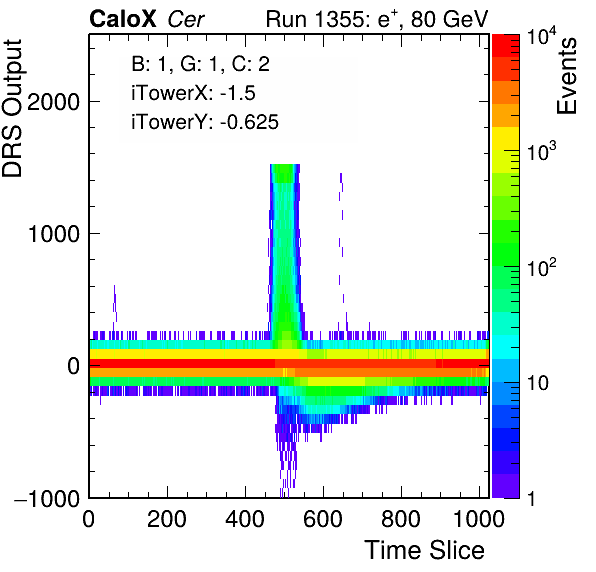 CaloX Cer Run 1355: e⁺, 80 GeV
B: 1, G: 1, C: 2
iTowerX: -1.5
iTowerY: -0.625
DRS Output
2000
1000
0
−1000
0 200 400 600 800 1000
Time Slice
Events
10⁴
10³
10²
10
1